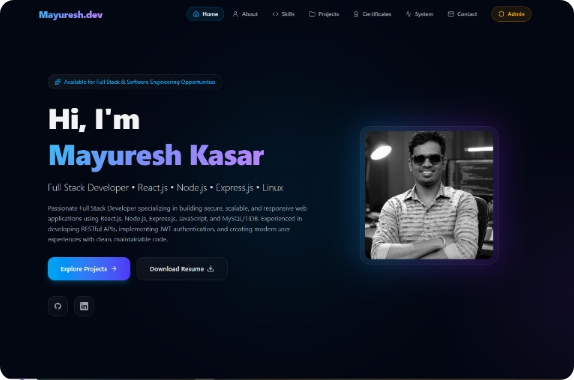 Mayuresh.dev
Home About Skills Projects Certificates System Contact Admin
Available for Full Stack & Software Engineering Opportunities
Hi, I'm
Mayuresh Kasar
Full Stack Developer • React.js • Node.js • Express.js • Linux
Passionate Full Stack Developer specializing in building secure, scalable, and responsive web
applications using React.js, Node.js, Express.js, JavaScript, and MySQL/TiDB. Experienced in
developing RESTful APIs, implementing JWT authentication, and creating modern user
experiences with clean, maintainable code.
Explore Projects → Download Resume